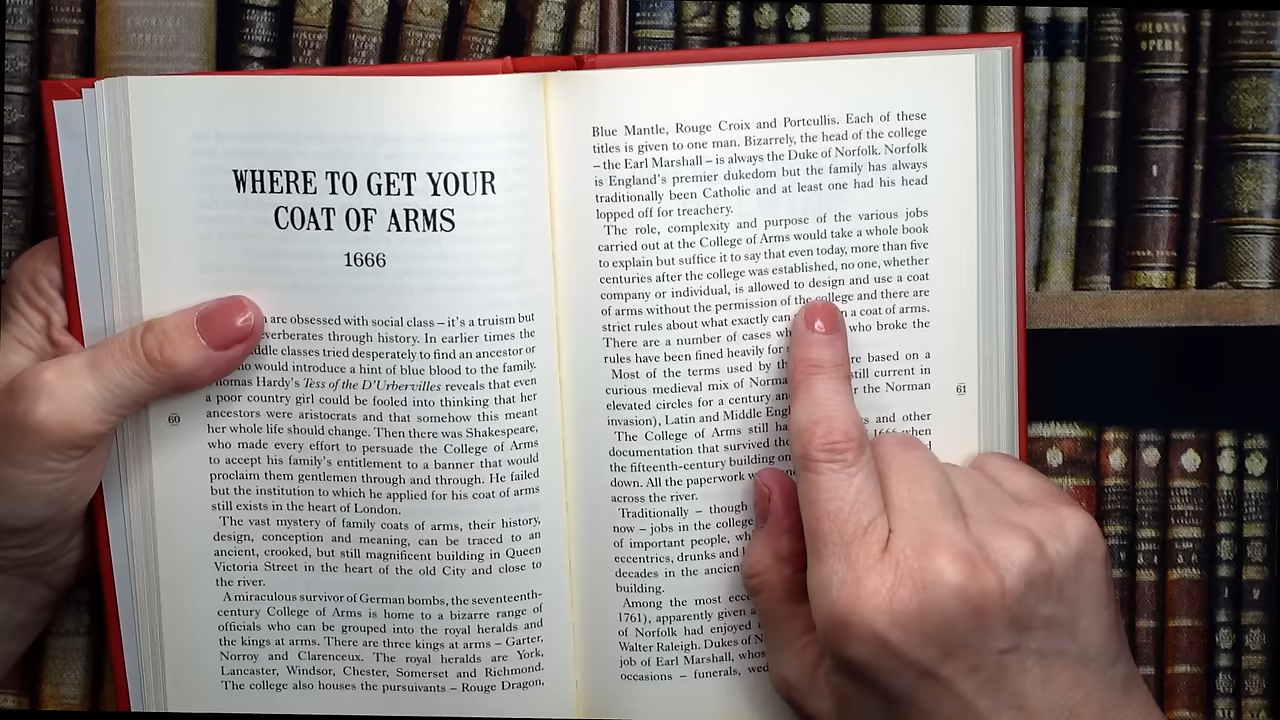 WHERE TO GET YOUR
COAT OF ARMS
1666
are obsessed with social class – it's a truism but
everberates through history. In earlier times the
ddle classes tried desperately to find an ancestor or
ho would introduce a hint of blue blood to the family.
homas Hardy's Tess of the D'Urbervilles reveals that even
a poor country girl could be fooled into thinking that her
ancestors were aristocrats and that somehow this meant
her whole life should change. Then there was Shakespeare,
who made every effort to persuade the College of Arms
to accept his family's entitlement to a banner that would
proclaim them gentlemen through and through. He failed
but the institution to which he applied for his coat of arms
still exists in the heart of London.
The vast mystery of family coats of arms, their history,
design, conception and meaning, can be traced to an
ancient, crooked, but still magnificent building in Queen
Victoria Street in the heart of the old City and close to
the river.
A miraculous survivor of German bombs, the seventeenth-
century College of Arms is home to a bizarre range of
officials who can be grouped into the royal heralds and
the kings at arms. There are three kings at arms – Garter,
Norroy and Clarenceux. The royal heralds are York,
Lancaster, Windsor, Chester, Somerset and Richmond.
The college also houses the pursuivants – Rouge Dragon,
60
Blue Mantle, Rouge Croix and Portcullis. Each of these
titles is given to one man. Bizarrely, the head of the college
– the Earl Marshall – is always the Duke of Norfolk. Norfolk
is England's premier dukedom but the family has always
traditionally been Catholic and at least one had his head
lopped off for treachery.
The role, complexity and purpose of the various jobs
carried out at the College of Arms would take a whole book
to explain but suffice it to say that even today, more than five
centuries after the college was established, no one, whether
company or individual, is allowed to design and use a coat
of arms without the permission of the college and there are
strict rules about what exactly can n a coat of arms.
There are a number of cases wh who broke the
rules have been fined heavily for
Most of the terms used by th re based on a
curious medieval mix of Norma still current in
elevated circles for a century an r the Norman
invasion), Latin and Middle Engl
The College of Arms still ha s and other
documentation that survived the 1666 when
the fifteenth-century building on
down. All the paperwork w
across the river.
Traditionally – though
now – jobs in the college
of important people, wh
eccentrics, drunks and
decades in the ancien
building.
Among the most ecce
1761), apparently given a
of Norfolk had enjoyed
Walter Raleigh. Dukes of N
job of Earl Marshall, whos
occasions – funerals, wed
61
COLONNA
OPERE.